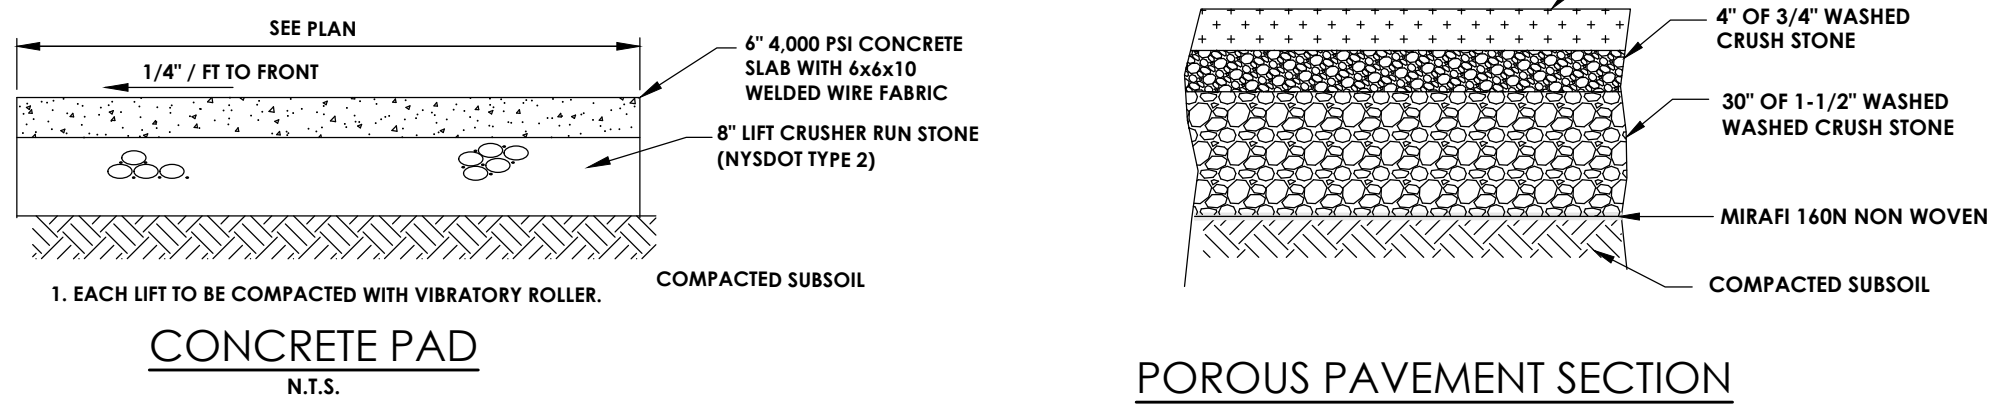 SEE PLAN
1/4" / FT TO FRONT
6" 4,000 PSI CONCRETE
SLAB WITH 6x6x10
WELDED WIRE FABRIC
8" LIFT CRUSHER RUN STONE
(NYSDOT TYPE 2)
COMPACTED SUBSOIL
1. EACH LIFT TO BE COMPACTED WITH VIBRATORY ROLLER.
CONCRETE PAD
N.T.S.
4" OF 3/4" WASHED
CRUSH STONE
30" OF 1-1/2" WASHED
WASHED CRUSH STONE
MIRAFI 160N NON WOVEN
COMPACTED SUBSOIL
POROUS PAVEMENT SECTION